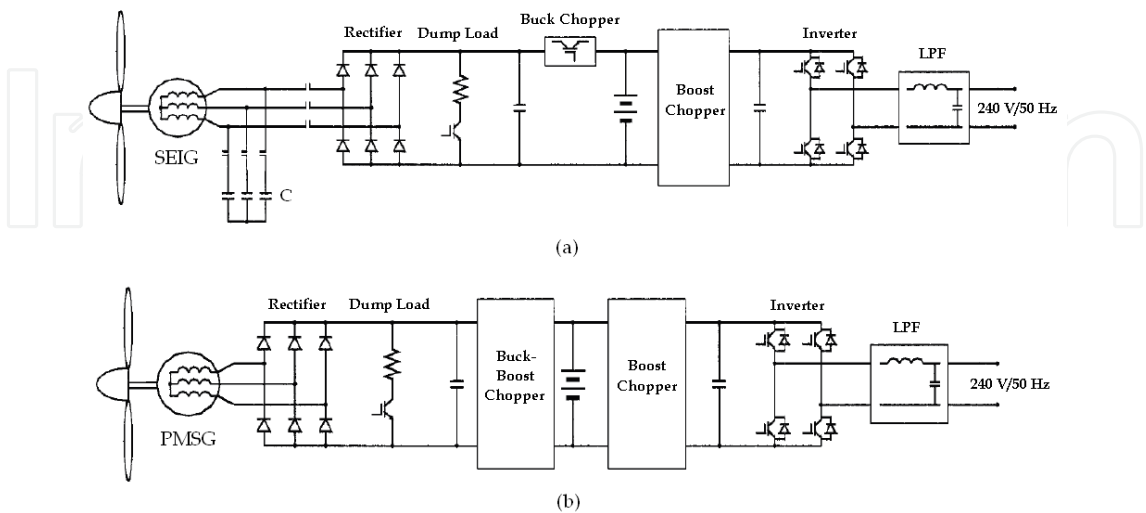 Buck Chopper
Rectifier
Dump Load
Inverter
LPF
Boost
Chopper
240 V/50 Hz
SEIG
C
(a)
Rectifier
Dump Load
Inverter
LPF
Buck-
Boost
Chopper
Boost
Chopper
240 V/50 Hz
PMSG
(b)